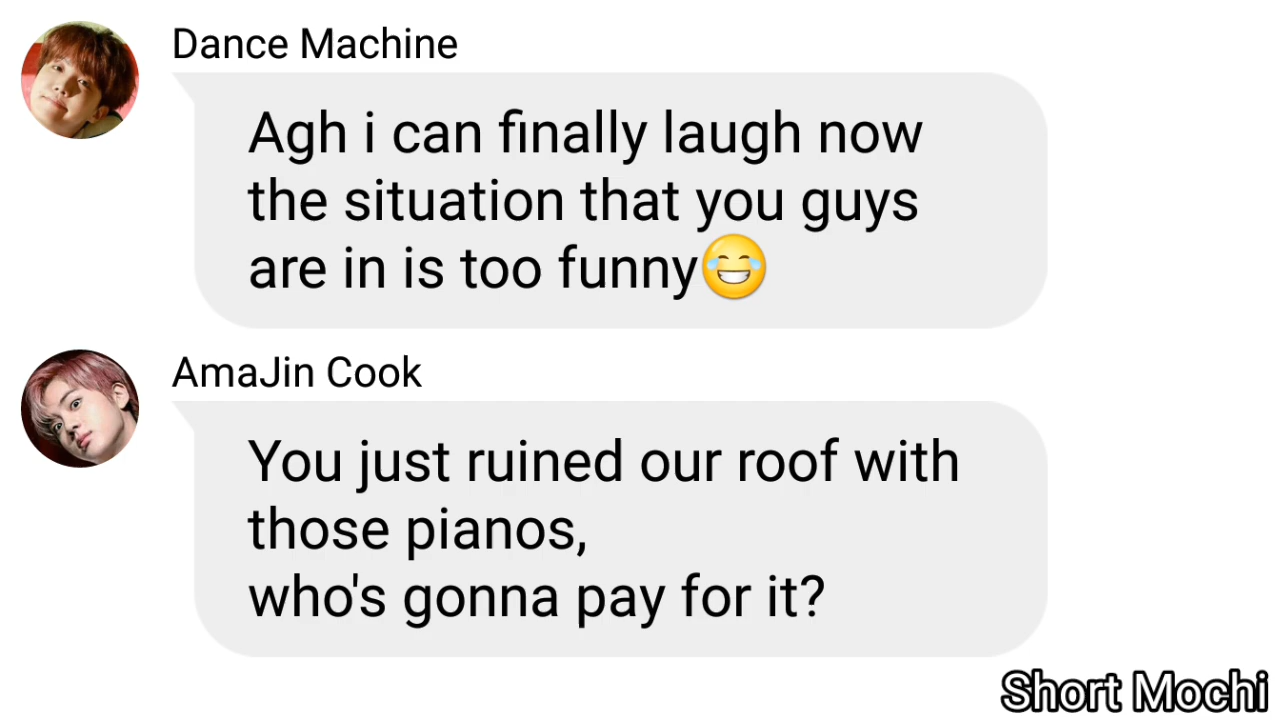 Dance Machine
Agh i can finally laugh now
the situation that you guys
are in is too funny😂
AmaJin Cook
You just ruined our roof with
those pianos,
who's gonna pay for it?
Short Mochi